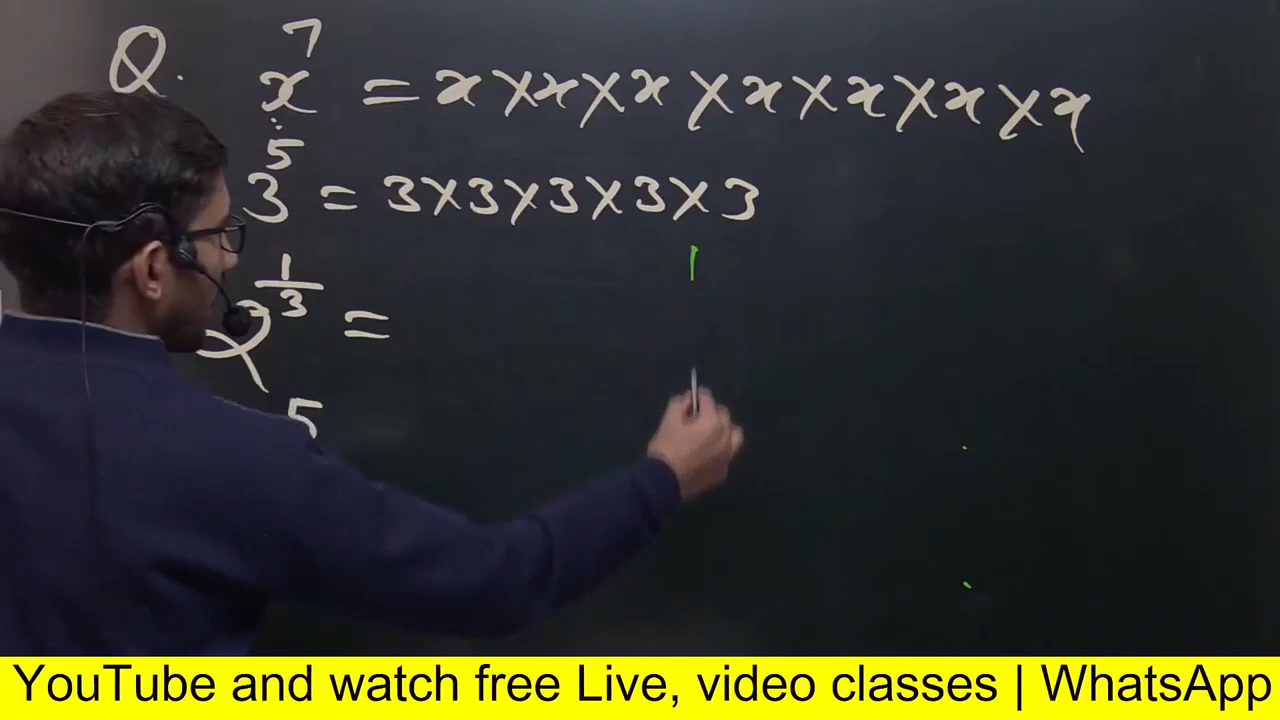 Q. x^7 = x×x×x×x×x×x×x
3^5 = 3×3×3×3×3
2^{1/3} =
5
YouTube and watch free Live, video classes | WhatsApp